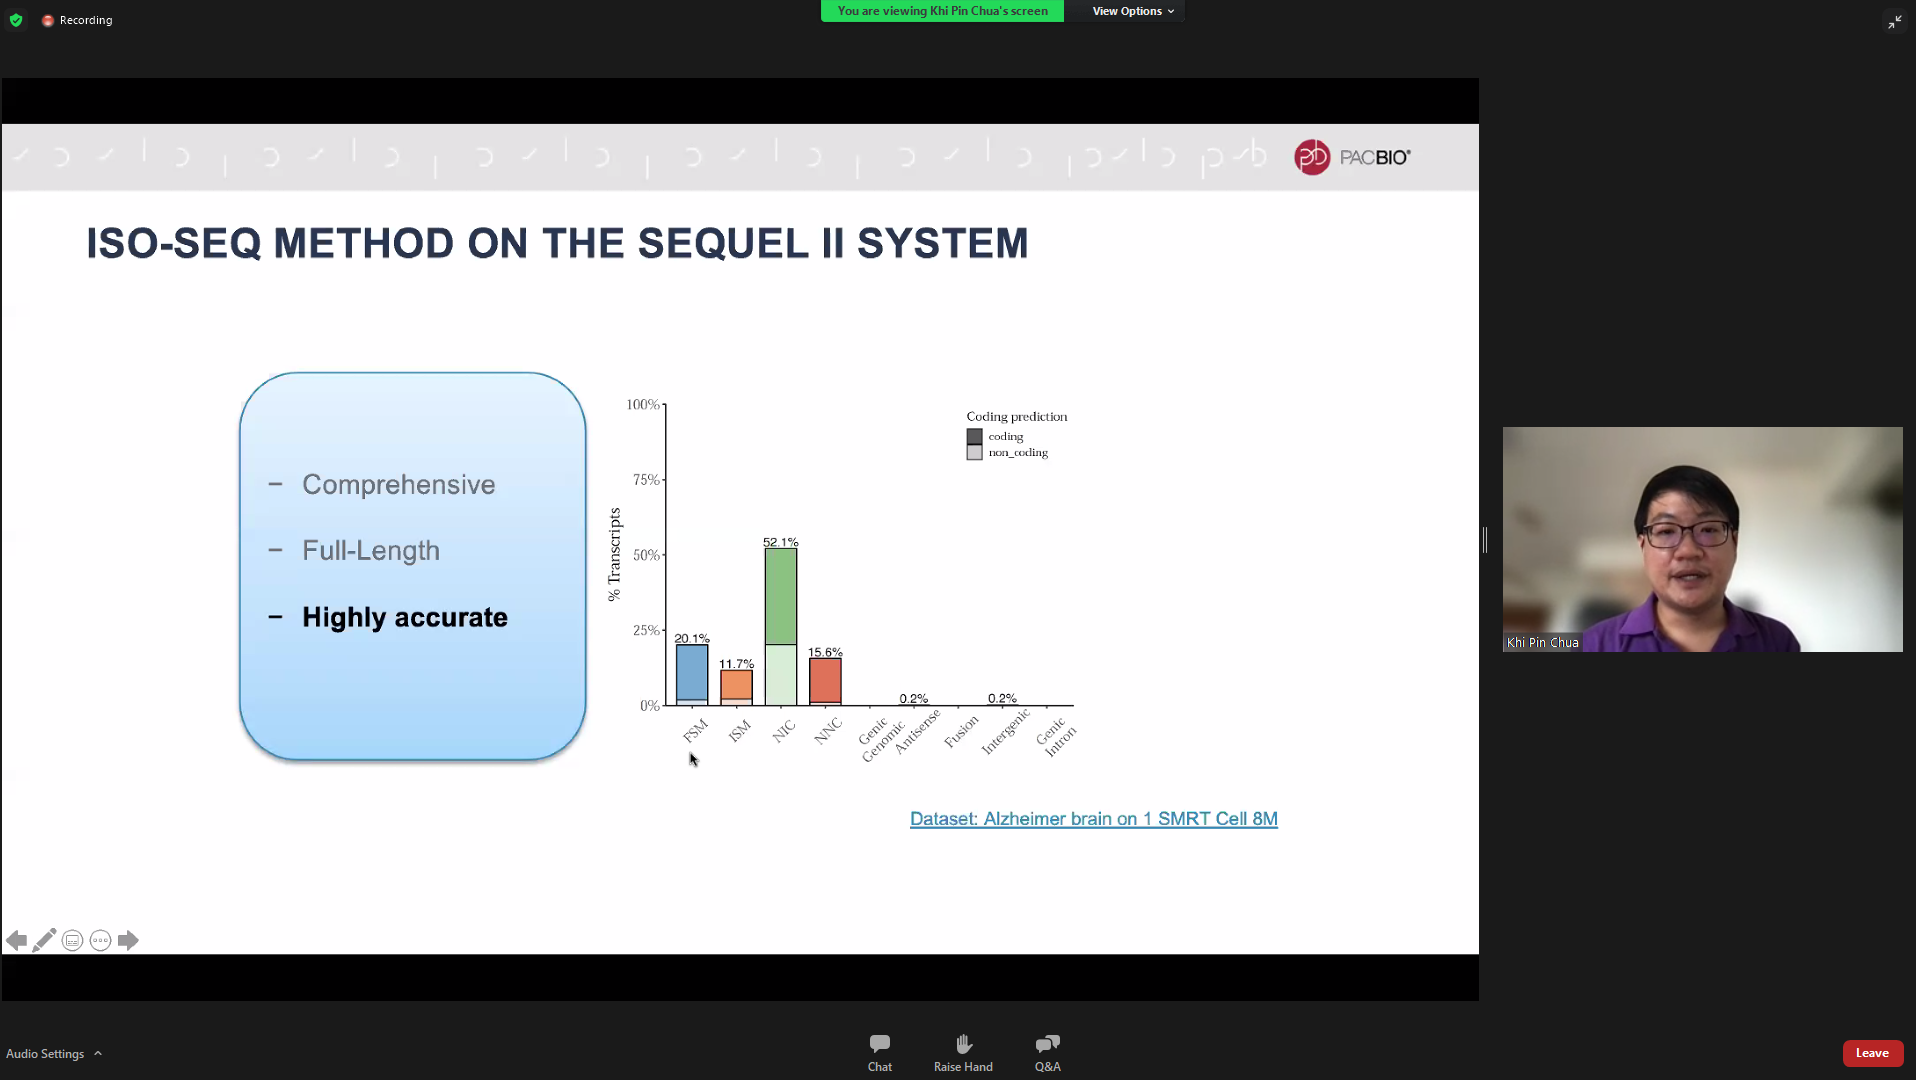 Recording
You are viewing Khi Pin Chua's screen
View Options
PACBIO®
ISO-SEQ METHOD ON THE SEQUEL II SYSTEM
– Comprehensive
– Full-Length
– Highly accurate
% Transcripts
100%
75%
50%
25%
0%
20.1%
11.7%
52.1%
15.6%
0.2%
0.2%
FSM
ISM
NIC
NNC
Genic
Genomic
Antisense
Fusion
Intergenic
Genic
Intron
Coding prediction
coding
non_coding
Dataset: Alzheimer brain on 1 SMRT Cell 8M
Khi Pin Chua
Audio Settings
Chat
Raise Hand
Q&A
Leave